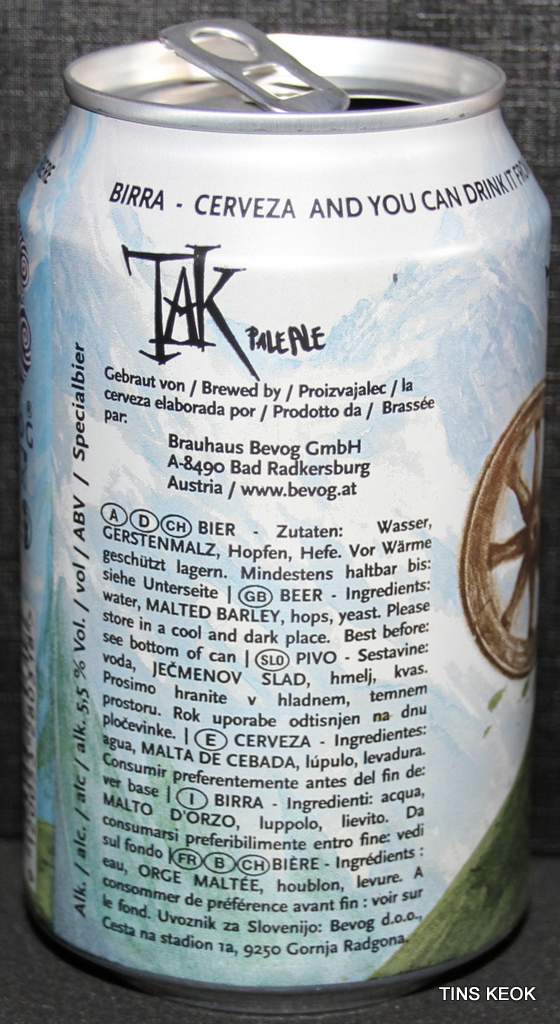 BIRRA - CERVEZA AND YOU CAN DRINK IT
TAK
PALE ALE
Gebraut von / Brewed by / Proizvajalec / la
cerveza elaborada por / Prodotto da / Brassée
par:
Brauhaus Bevog GmbH
A-8490 Bad Radkersburg
Austria / www.bevog.at
A D CH BIER - Zutaten: Wasser,
GERSTENMALZ, Hopfen, Hefe. Vor Wärme
geschützt lagern. Mindestens haltbar bis:
siehe Unterseite | GB BEER - Ingredients:
water, MALTED BARLEY, hops, yeast. Please
store in a cool and dark place. Best before:
see bottom of can | SLO PIVO - Sestavine:
voda, JEČMENOV SLAD, hmelj, kvas.
Prosimo hranite v hladnem, temnem
prostoru. Rok uporabe odtisnjen na dnu
pločevinke. | E CERVEZA - Ingredientes:
agua, MALTA DE CEBADA, lúpulo, levadura.
Consumir preferentemente antes del fin de:
ver base | I BIRRA - Ingredienti: acqua,
MALTO D'ORZO, luppolo, lievito. Da
consumarsi preferibilimente entro fine: vedi
sul fondo | FR B CH BIÈRE - Ingrédients :
eau, ORGE MALTÉE, houblon, levure. A
consommer de préférence avant fin : voir sur
le fond. Uvoznik za Slovenijo: Bevog d.o.o.,
Cesta na stadion 1a, 9250 Gornja Radgona.
Alk. / alc. / alc / alk. 5,5 % Vol. / vol / ABV / Specialbier
TINS KEOK